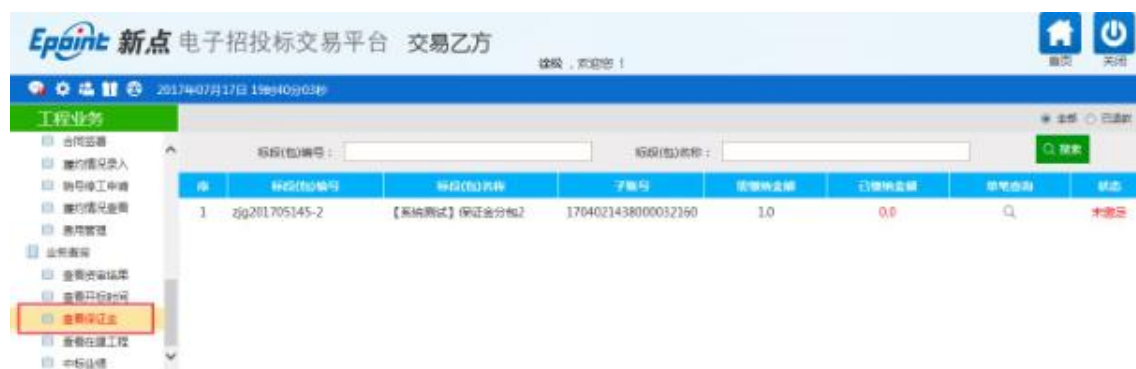 Epoint 新点 电子招投标交易平台 交易乙方
徐校，欢迎您！
首页 关闭
2017年07月17日 19时40分03秒
工程业务
全部 已退款
合同签署
履约情况录入
标段(包)编号： 标段(包)名称： 搜索
销号修工申请
履约情况查看
费用管理
业务查询
查看资审结果
查看开标时间
查看保证金
查看在建工程
中标业绩
序 标段(包)编号 标段(包)名称 子账号 需缴纳金额 已缴纳金额 单笔查询 状态
1 zjg201705145-2 【系统测试】保证金分包2 1704021438000032160 1.0 0.0 未缴足